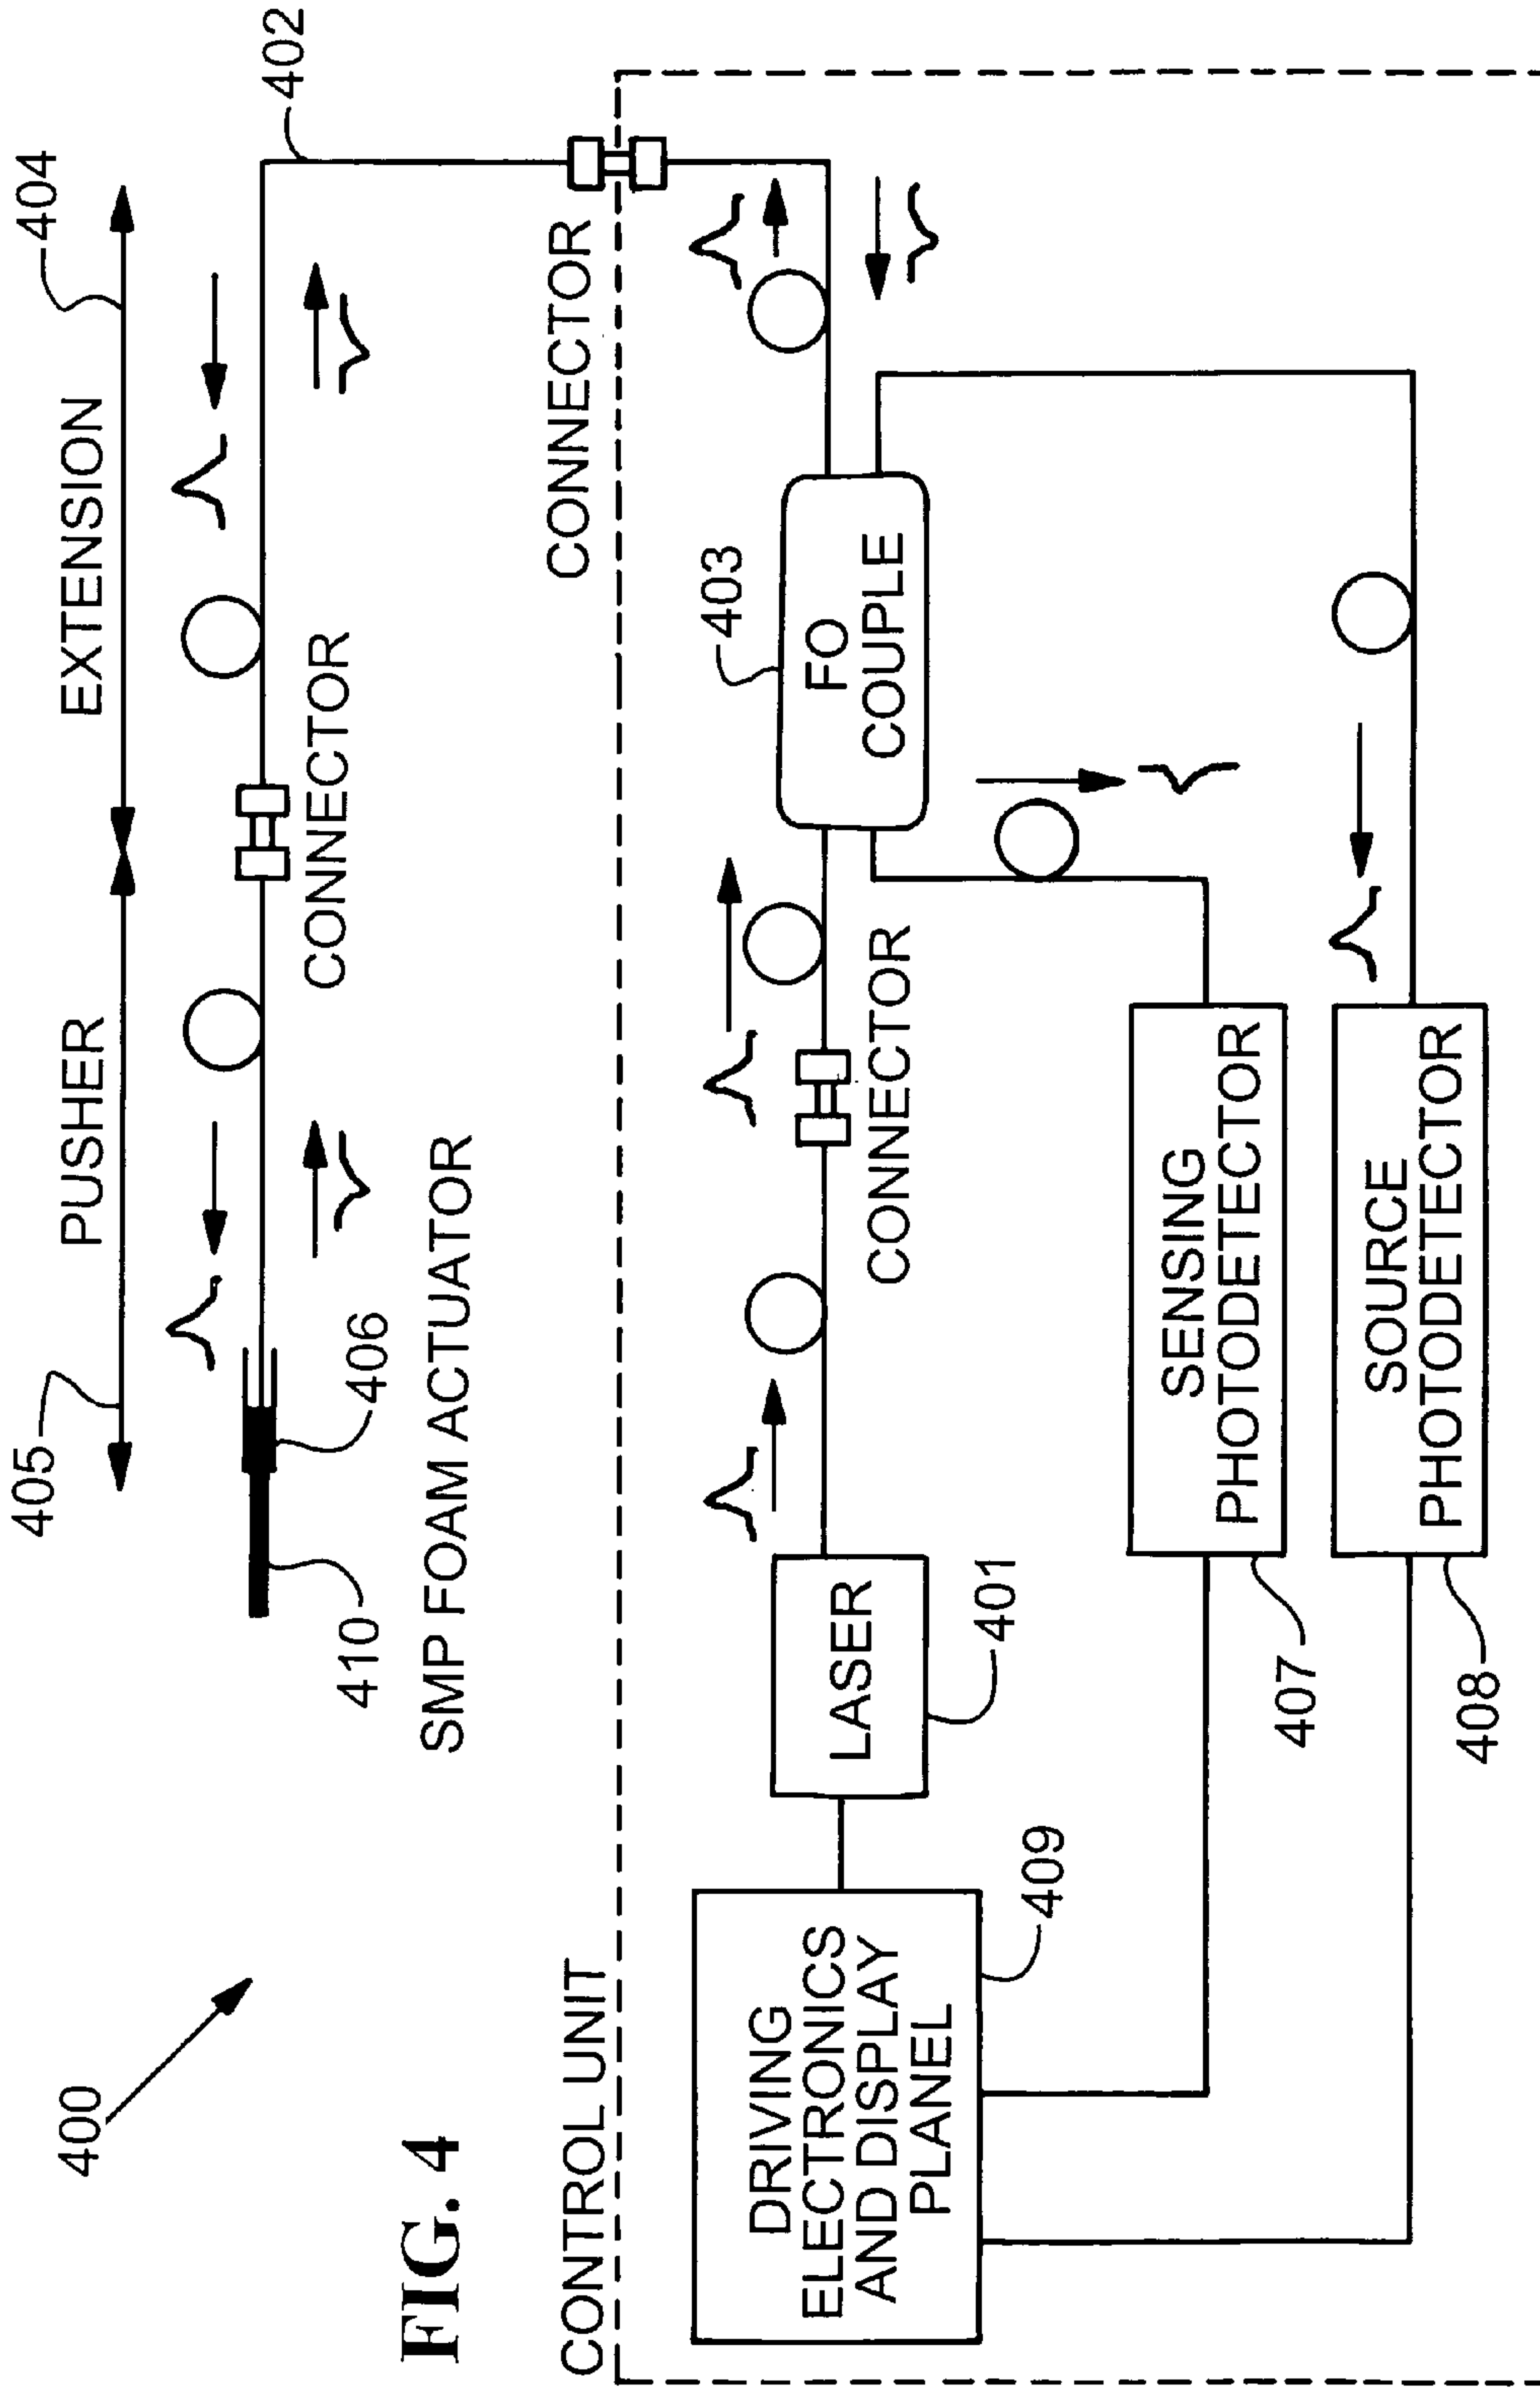 400
FIG. 4
405
PUSHER
EXTENSION
404
402
410
406
CONNECTOR
SMP FOAM ACTUATOR
CONTROL UNIT
CONNECTOR
403
DRIVING
ELECTRONICS
AND DISPLAY
PLANEL
409
LASER
401
CONNECTOR
FO
COUPLE
SENSING
PHOTODETECTOR
407
SOURCE
PHOTODETECTOR
408